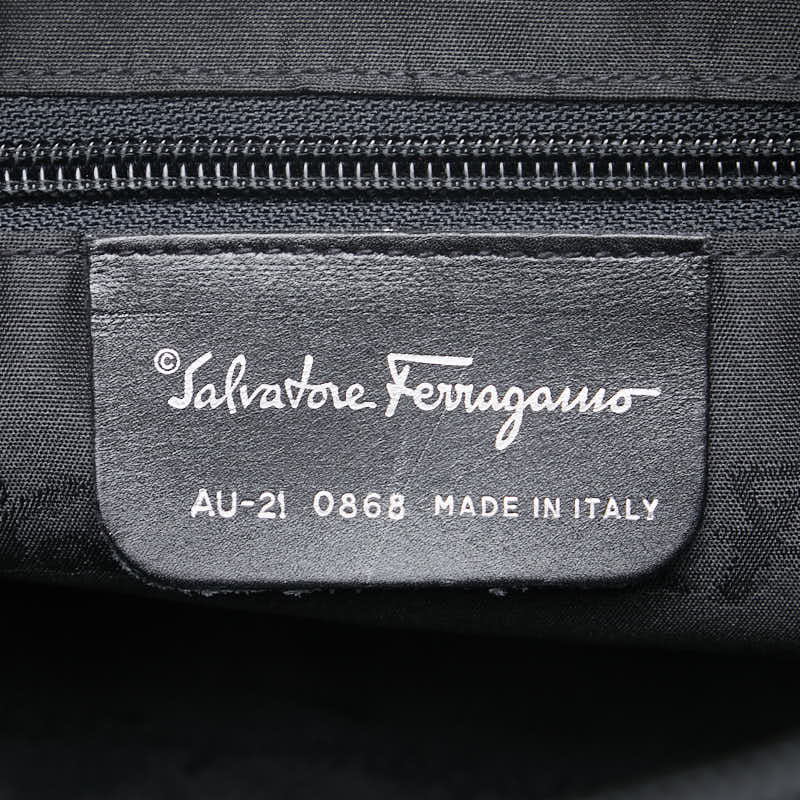 ©Salvatore Ferragamo
AU-21 0868 MADE IN ITALY